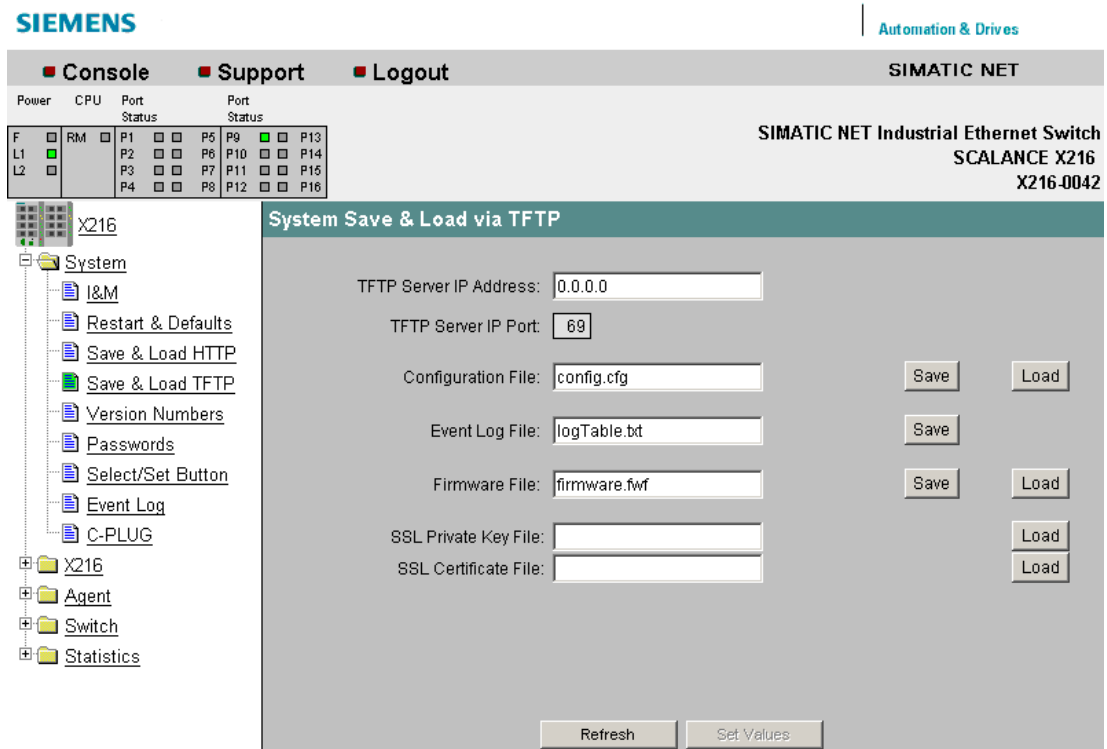 SIEMENS
Automation & Drives
Console Support Logout SIMATIC NET
Power CPU Port Status Port Status
F RM P1 P5 P9 P13
L1 P2 P6 P10 P14
L2 P3 P7 P11 P15
P4 P8 P12 P16
SIMATIC NET Industrial Ethernet Switch
SCALANCE X216
X216-0042
X216
System
I&M
Restart & Defaults
Save & Load HTTP
Save & Load TFTP
Version Numbers
Passwords
Select/Set Button
Event Log
C-PLUG
X216
Agent
Switch
Statistics
System Save & Load via TFTP
TFTP Server IP Address: 0.0.0.0
TFTP Server IP Port: 69
Configuration File: config.cfg Save Load
Event Log File: logTable.txt Save
Firmware File: firmware.fwf Save Load
SSL Private Key File: Load
SSL Certificate File: Load
Refresh Set Values